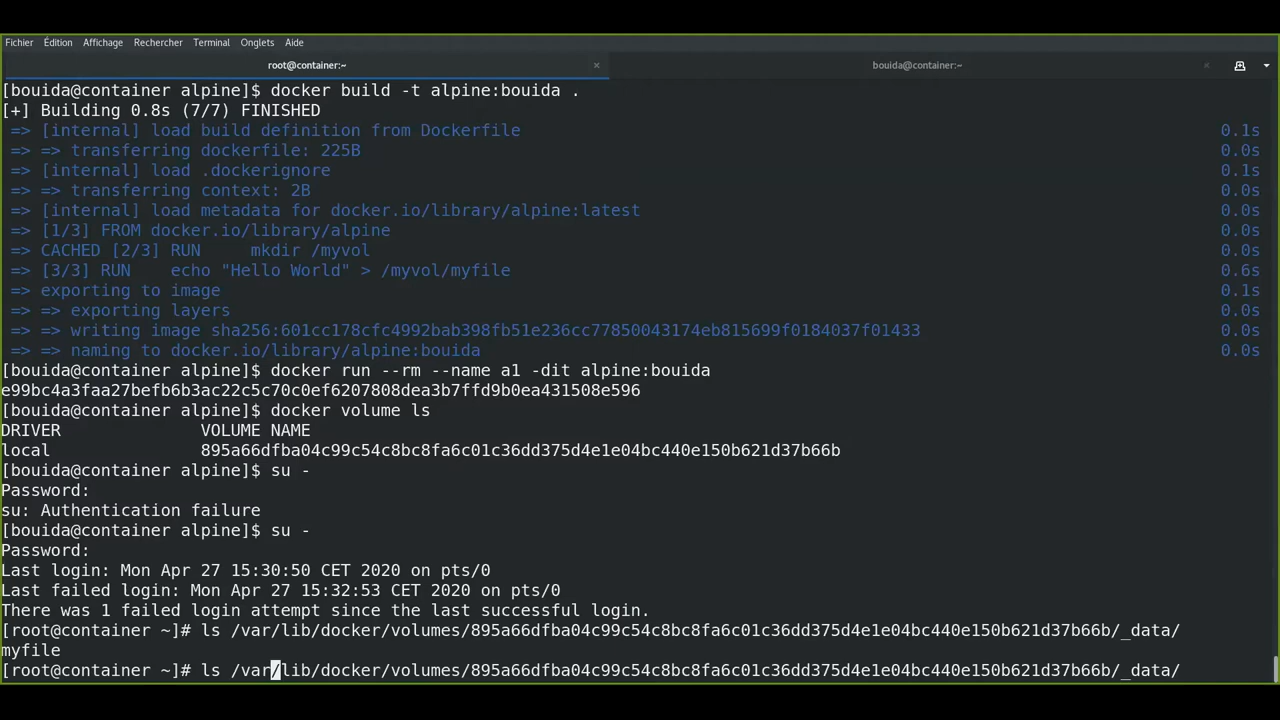 Fichier Édition Affichage Rechercher Terminal Onglets Aide
root@container:~ × bouida@container:~ ×
[bouida@container alpine]$ docker build -t alpine:bouida .
[+] Building 0.8s (7/7) FINISHED
=> [internal] load build definition from Dockerfile 0.1s
=> => transferring dockerfile: 225B 0.0s
=> [internal] load .dockerignore 0.1s
=> => transferring context: 2B 0.0s
=> [internal] load metadata for docker.io/library/alpine:latest 0.0s
=> [1/3] FROM docker.io/library/alpine 0.0s
=> CACHED [2/3] RUN     mkdir /myvol 0.0s
=> [3/3] RUN    echo "Hello World" > /myvol/myfile 0.6s
=> exporting to image 0.1s
=> => exporting layers 0.0s
=> => writing image sha256:601cc178cfc4992bab398fb51e236cc77850043174eb815699f0184037f01433 0.0s
=> => naming to docker.io/library/alpine:bouida 0.0s
[bouida@container alpine]$ docker run --rm --name a1 -dit alpine:bouida
e99bc4a3faa27befb6b3ac22c5c70c0ef6207808dea3b7ffd9b0ea431508e596
[bouida@container alpine]$ docker volume ls
DRIVER              VOLUME NAME
local               895a66dfba04c99c54c8bc8fa6c01c36dd375d4e1e04bc440e150b621d37b66b
[bouida@container alpine]$ su -
Password:
su: Authentication failure
[bouida@container alpine]$ su -
Password:
Last login: Mon Apr 27 15:30:50 CET 2020 on pts/0
Last failed login: Mon Apr 27 15:32:53 CET 2020 on pts/0
There was 1 failed login attempt since the last successful login.
[root@container ~]# ls /var/lib/docker/volumes/895a66dfba04c99c54c8bc8fa6c01c36dd375d4e1e04bc440e150b621d37b66b/_data/
myfile
[root@container ~]# ls /var/lib/docker/volumes/895a66dfba04c99c54c8bc8fa6c01c36dd375d4e1e04bc440e150b621d37b66b/_data/